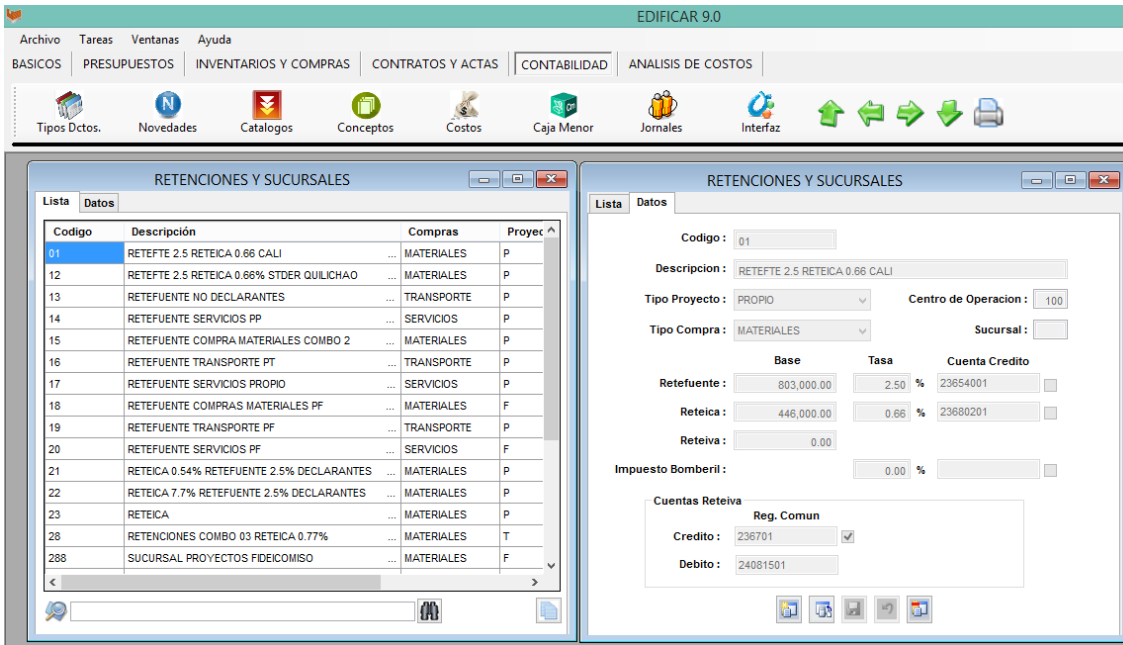 EDIFICAR 9.0
Archivo Tareas Ventanas Ayuda
BASICOS PRESUPUESTOS INVENTARIOS Y COMPRAS CONTRATOS Y ACTAS CONTABILIDAD ANALISIS DE COSTOS
Tipos Dctos. Novedades Catalogos Conceptos Costos Caja Menor Jornales Interfaz
RETENCIONES Y SUCURSALES
Lista Datos
Codigo Descripción Compras Proyec
01 RETEFTE 2.5 RETEICA 0.66 CALI ... MATERIALES P
12 RETEFTE 2.5 RETEICA 0.66% STDER QUILICHAO ... MATERIALES P
13 RETEFUENTE NO DECLARANTES ... TRANSPORTE P
14 RETEFUENTE SERVICIOS PP ... SERVICIOS P
15 RETEFUENTE COMPRA MATERIALES COMBO 2 ... MATERIALES P
16 RETEFUENTE TRANSPORTE PT ... TRANSPORTE P
17 RETEFUENTE SERVICIOS PROPIO ... SERVICIOS P
18 RETEFUENTE COMPRAS MATERIALES PF ... MATERIALES F
19 RETEFUENTE TRANSPORTE PF ... TRANSPORTE P
20 RETEFUENTE SERVICIOS PF ... SERVICIOS F
21 RETEICA 0.54% RETEFUENTE 2.5% DECLARANTES ... MATERIALES P
22 RETEICA 7.7% RETEFUENTE 2.5% DECLARANTES ... MATERIALES P
23 RETEICA ... MATERIALES P
28 RETENCIONES COMBO 03 RETEICA 0.77% ... MATERIALES T
288 SUCURSAL PROYECTOS FIDEICOMISO ... MATERIALES F
RETENCIONES Y SUCURSALES
Lista Datos
Codigo : 01
Descripcion : RETEFTE 2.5 RETEICA 0.66 CALI
Tipo Proyecto : PROPIO Centro de Operacion : 100
Tipo Compra : MATERIALES Sucursal :
Base Tasa Cuenta Credito
Retefuente : 803,000.00 2.50 % 23654001
Reteica : 446,000.00 0.66 % 23680201
Reteiva : 0.00
Impuesto Bomberil : 0.00 %
Cuentas Reteiva
Reg. Comun
Credito : 236701
Debito : 24081501